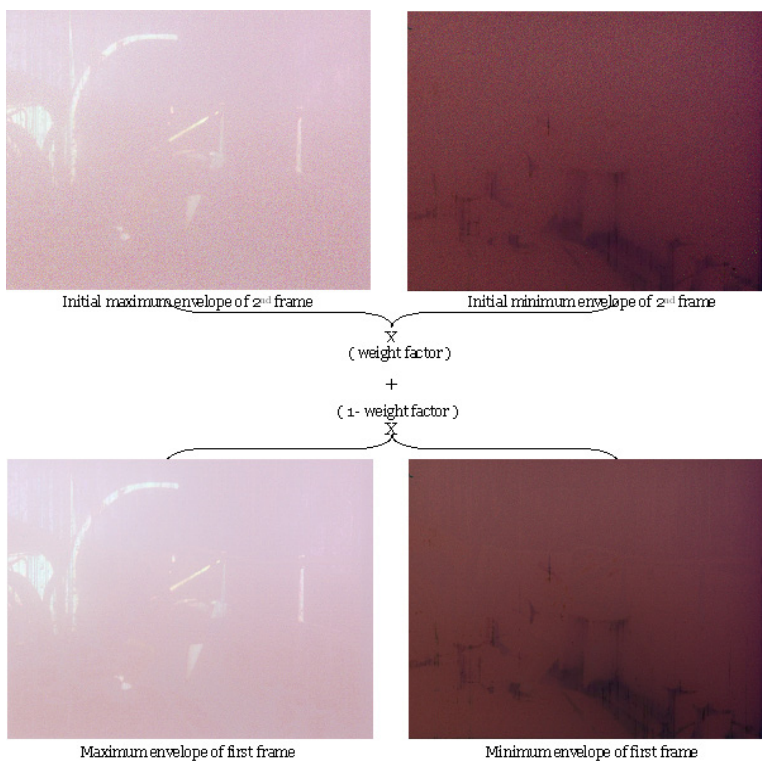 Initial maximum envelope of 2nd frame
Initial minimum envelope of 2nd frame
X
( weight factor )
+
( 1- weight factor )
X
Maximum envelope of first frame
Minimum envelope of first frame